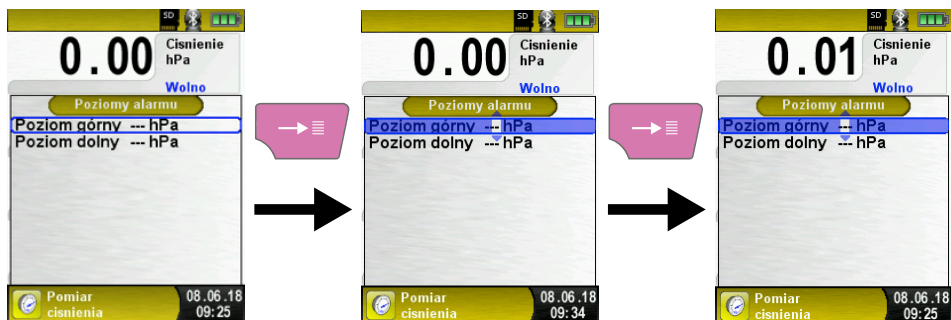 SD
0.00
Cisnienie
hPa
Wolno
Poziomy alarmu
Poziom górny --- hPa
Poziom dolny --- hPa
Pomiar
cisnienia
08.06.18
09:25
SD
0.00
Cisnienie
hPa
Wolno
Poziomy alarmu
Poziom górny --- hPa
Poziom dolny --- hPa
Pomiar
cisnienia
08.06.18
09:34
SD
0.01
Cisnienie
hPa
Wolno
Poziomy alarmu
Poziom górny --- hPa
Poziom dolny --- hPa
Pomiar
cisnienia
08.06.18
09:25